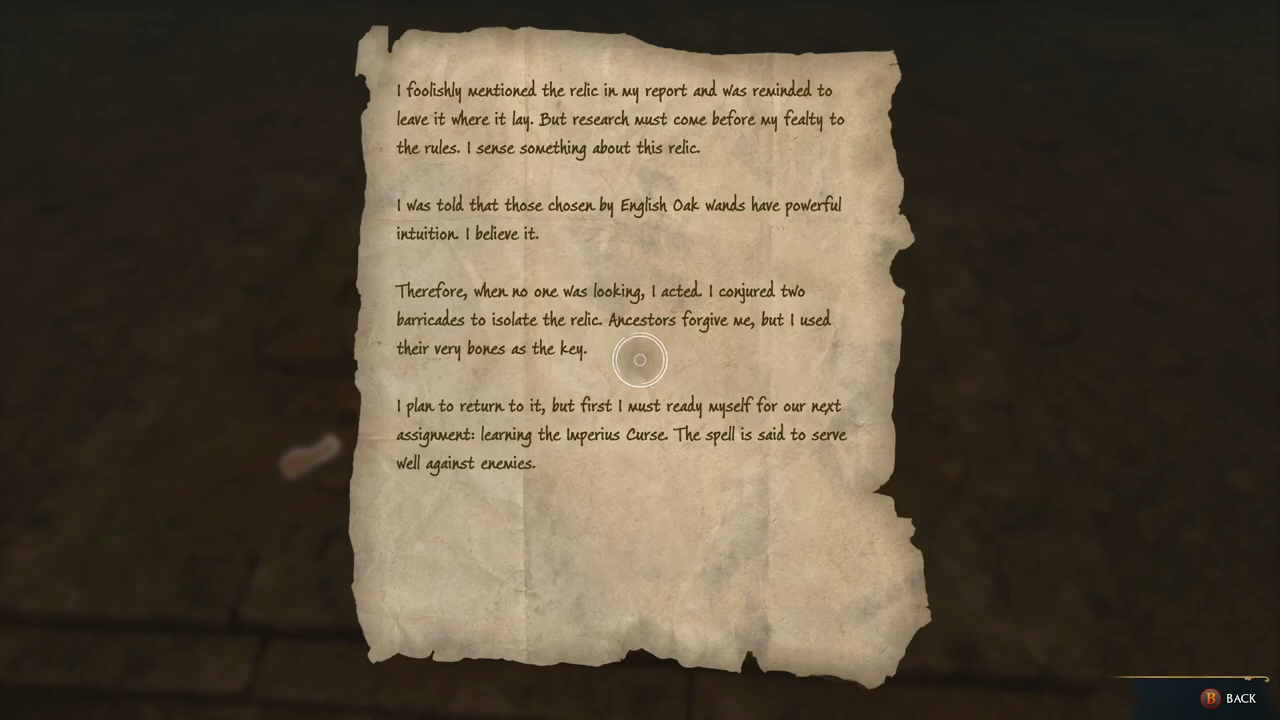 I foolishly mentioned the relic in my report and was reminded to
leave it where it lay. But research must come before my fealty to
the rules. I sense something about this relic.
I was told that those chosen by English Oak wands have powerful
intuition. I believe it.
Therefore, when no one was looking, I acted. I conjured two
barricades to isolate the relic. Ancestors forgive me, but I used
their very bones as the key.
I plan to return to it, but first I must ready myself for our next
assignment: learning the Imperius Curse. The spell is said to serve
well against enemies.
B BACK